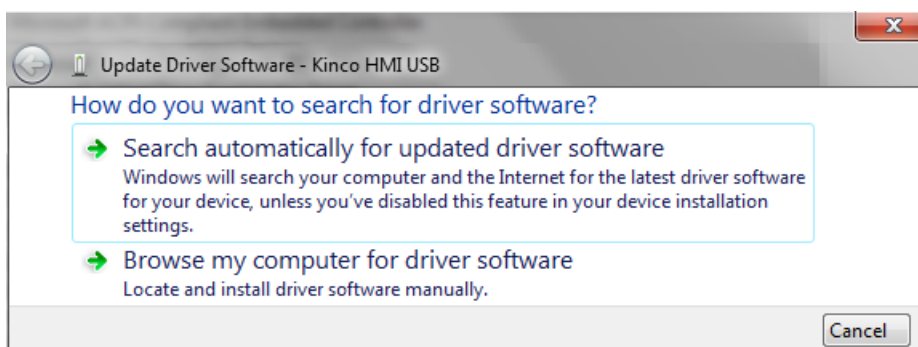 Update Driver Software - Kinco HMI USB
How do you want to search for driver software?
Search automatically for updated driver software
Windows will search your computer and the Internet for the latest driver software
for your device, unless you've disabled this feature in your device installation
settings.
Browse my computer for driver software
Locate and install driver software manually.
Cancel